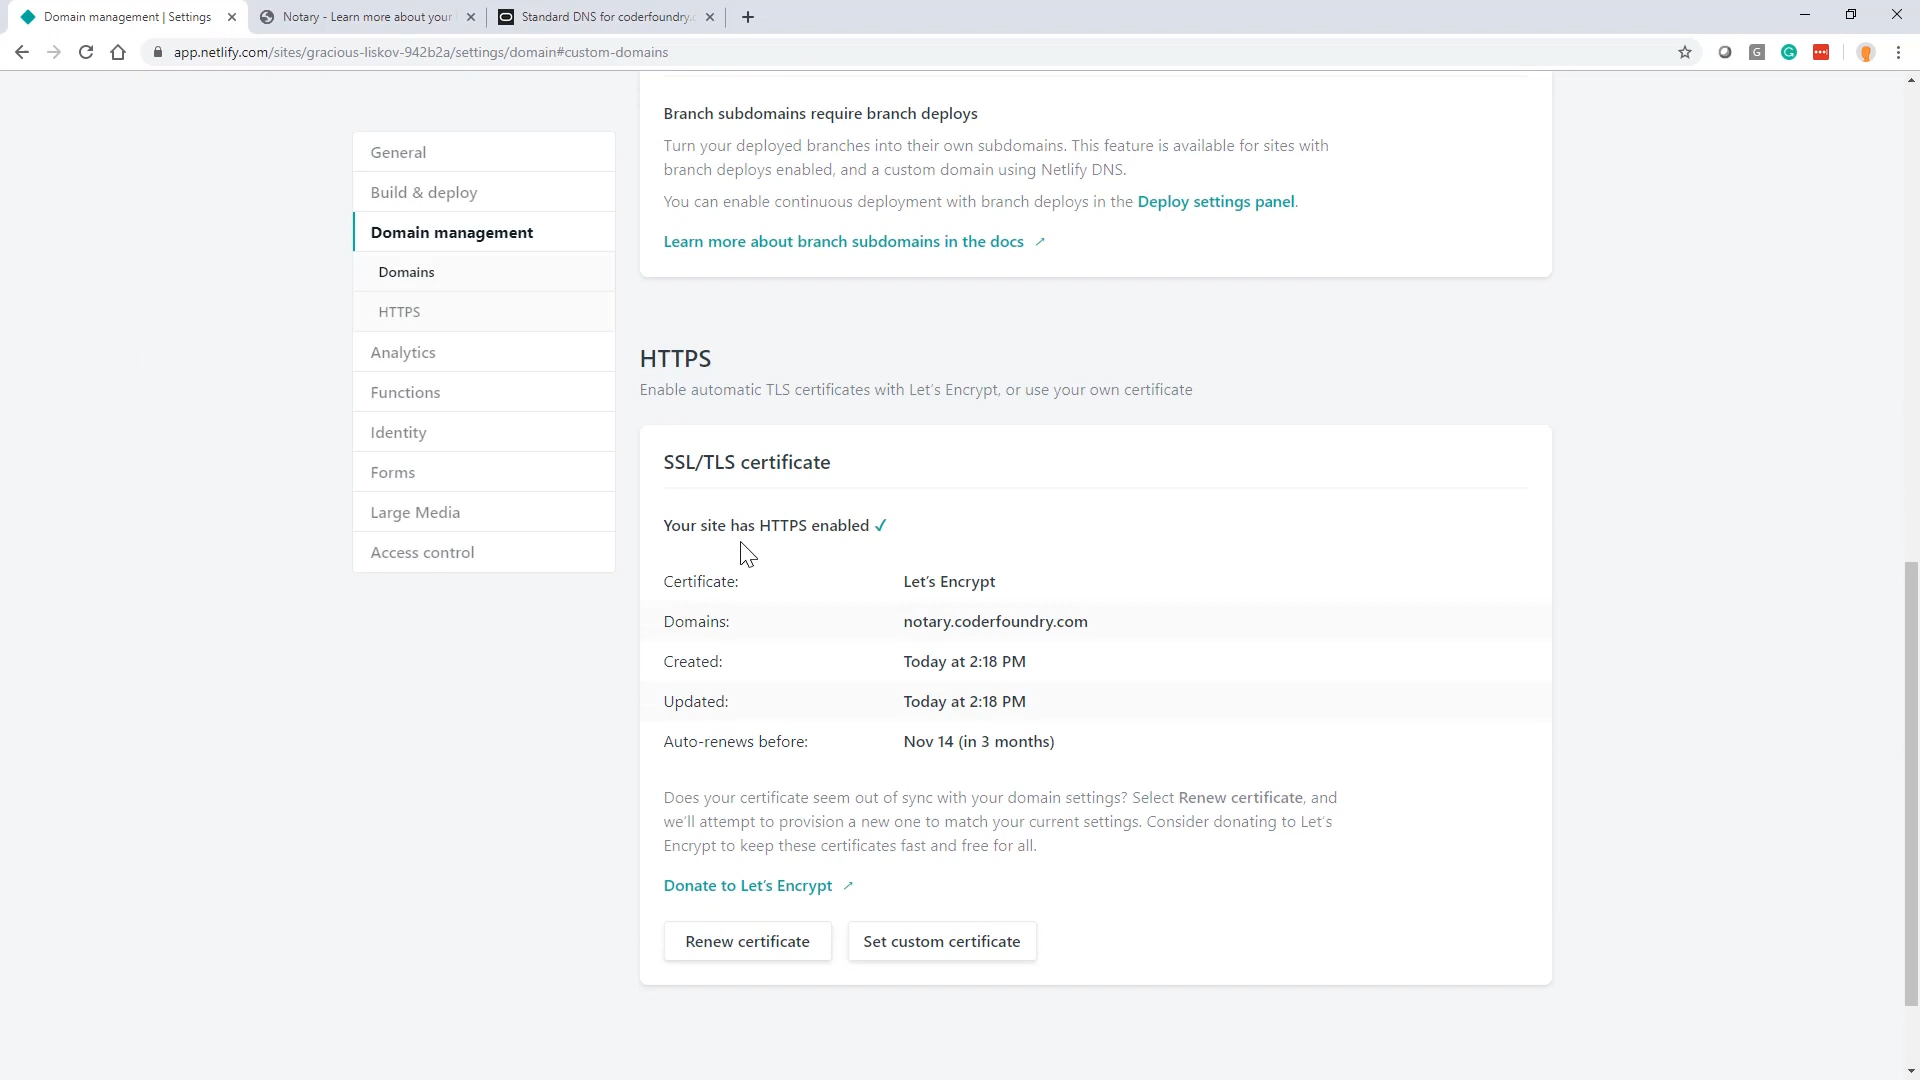 Domain management | Settings
Notary - Learn more about your
Standard DNS for coderfoundry.c
app.netlify.com/sites/gracious-liskov-942b2a/settings/domain#custom-domains
General
Build & deploy
Domain management
Domains
HTTPS
Analytics
Functions
Identity
Forms
Large Media
Access control
Branch subdomains require branch deploys
Turn your deployed branches into their own subdomains. This feature is available for sites with
branch deploys enabled, and a custom domain using Netlify DNS.
You can enable continuous deployment with branch deploys in the Deploy settings panel.
Learn more about branch subdomains in the docs ↗
HTTPS
Enable automatic TLS certificates with Let's Encrypt, or use your own certificate
SSL/TLS certificate
Your site has HTTPS enabled ✓
Certificate: Let's Encrypt
Domains: notary.coderfoundry.com
Created: Today at 2:18 PM
Updated: Today at 2:18 PM
Auto-renews before: Nov 14 (in 3 months)
Does your certificate seem out of sync with your domain settings? Select Renew certificate, and
we'll attempt to provision a new one to match your current settings. Consider donating to Let's
Encrypt to keep these certificates fast and free for all.
Donate to Let's Encrypt ↗
Renew certificate
Set custom certificate